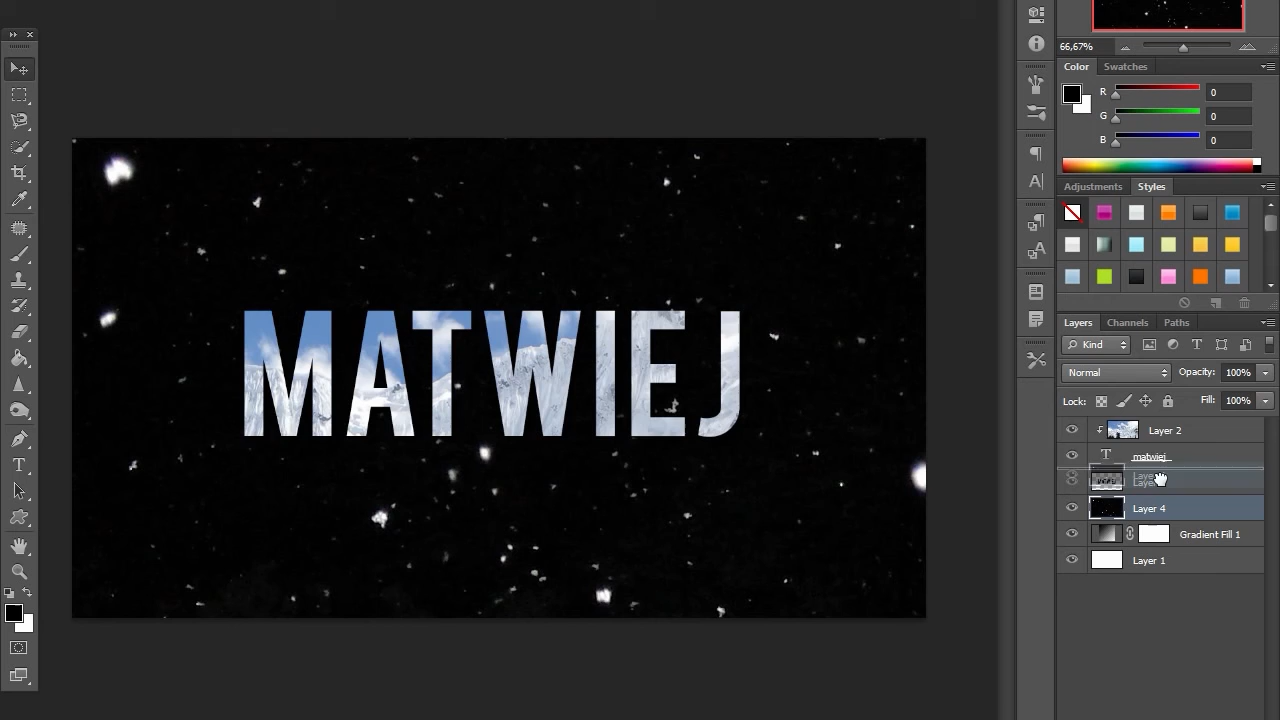 66,67%
Color Swatches
R 0
G 0
B 0
Adjustments Styles
MATWIEJ
Layers Channels Paths
Kind
Normal Opacity: 100%
Lock: Fill: 100%
Layer 2
T matwiej
Layer 4
Gradient Fill 1
Layer 1